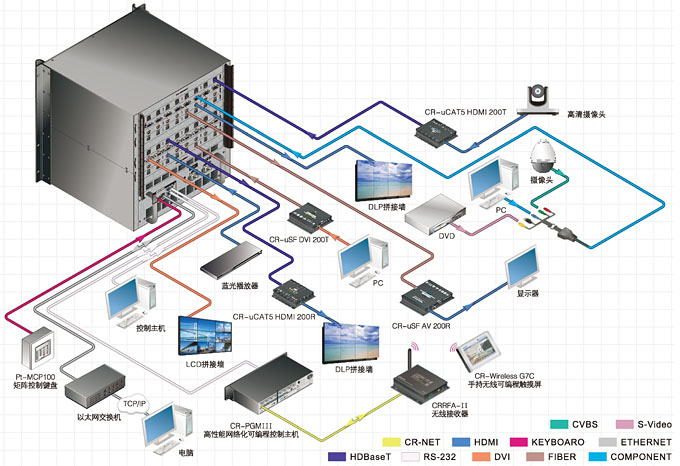 CR-uCAT5 HDMI 200T
高清摄像头
摄像头
PC
DLP拼接墙
DVD
CR-uSF DVI 200T
PC
蓝光播放器
显示器
控制主机
CR-uCAT5 HDMI 200R
CR-uSF AV 200R
LCD拼接墙
DLP拼接墙
Pt-MCP100
矩阵控制键盘
CR-Wireless G7C
手持无线可编程触摸屏
TCP/IP
以太网交换机
CRRFA-II
无线接收器
CR-PGMIII
高性能网络化可编程控制主机
电脑
CVBS
S-Video
CR-NET
HDMI
KEYBOARO
ETHERNET
HDBaseT
RS-232
DVI
FIBER
COMPONENT